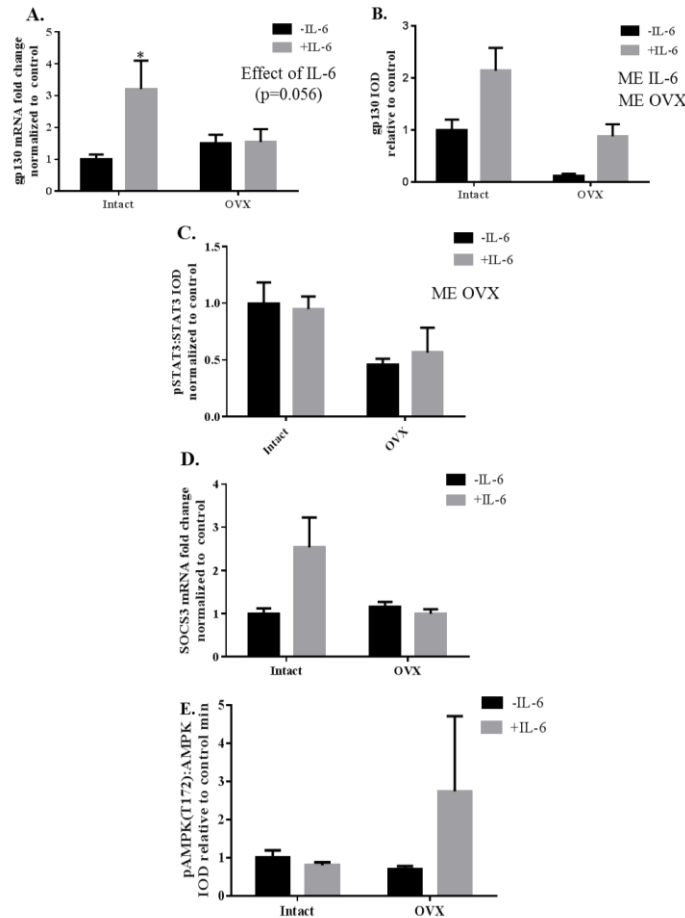 A.
gp130 mRNA fold change
normalized to control
5
4
3
2
1
0
*
-IL-6
+IL-6
Effect of IL-6
(p=0.056)
Intact
OVX
B.
gp130 IOD
relative to control
3
2
1
0
-IL-6
+IL-6
ME IL-6
ME OVX
Intact
OVX
C.
pSTAT3:STAT3 IOD
normalized to control
1.5
1.0
0.5
0.0
-IL-6
+IL-6
ME OVX
Intact
OVX
D.
SOCS3 mRNA fold change
normalized to control
4
3
2
1
0
-IL-6
+IL-6
Intact
OVX
E.
pAMPK(T172):AMPK
IOD relative to control min
5
4
3
2
1
0
-IL-6
+IL-6
Intact
OVX